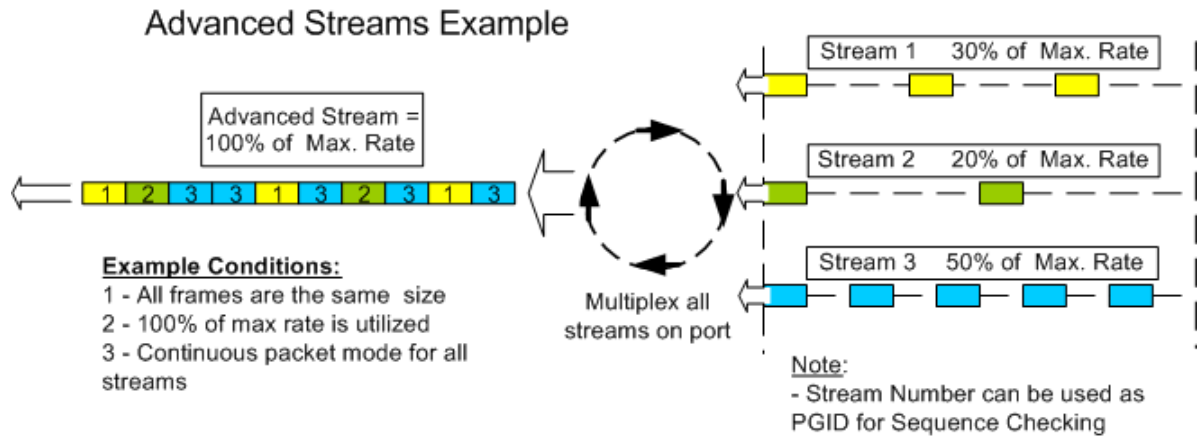 Advanced Streams Example
Advanced Stream =
100% of Max. Rate
1 2 3 3 1 3 2 3 1 3
Example Conditions:
1 - All frames are the same size
2 - 100% of max rate is utilized
3 - Continuous packet mode for all
streams
Multiplex all
streams on port
Stream 1 30% of Max. Rate
Stream 2 20% of Max. Rate
Stream 3 50% of Max. Rate
Note:
- Stream Number can be used as
PGID for Sequence Checking